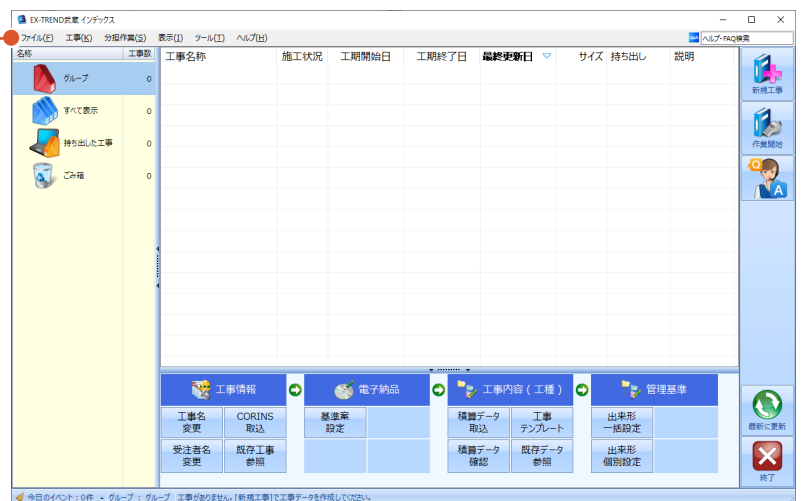 EX-TREND武蔵 インデックス
ファイル(F) 工事(K) 分担作業(S) 表示(I) ツール(T) ヘルプ(H)
Q&A ヘルプ・FAQ検索
名称 工事数
工事名称 施工状況 工期開始日 工期終了日 最終更新日 サイズ 持ち出し 説明
グループ 0
すべて表示 0
持ち出した工事 0
ごみ箱 0
新規工事
作業開始
Q
A
工事情報
電子納品
工事内容(工種)
管理基準
工事名
変更
CORINS
取込
基準案
設定
積算データ
取込
工事
テンプレート
出来形
一括設定
受注者名
変更
既存工事
参照
積算データ
確認
既存データ
参照
出来形
個別設定
最新に更新
終了
今日のイベント:0件 グループ : グループ 工事がありません。[新規工事]で工事データを作成してください。